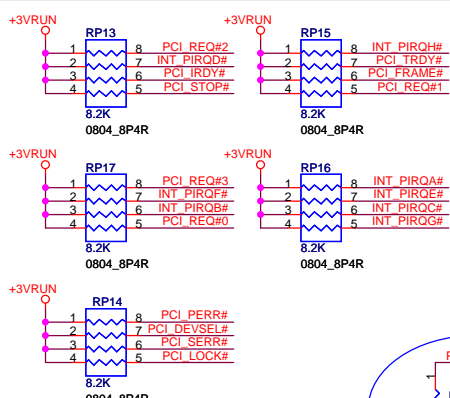 +3VRUN
RP13
1 8 PCI_REQ#2
2 7 INT_PIRQD#
3 6 PCI_IRDY#
4 5 PCI_STOP#
8.2K
0804_8P4R
+3VRUN
RP15
1 8 INT_PIRQH#
2 7 PCI_TRDY#
3 6 PCI_FRAME#
4 5 PCI_REQ#1
8.2K
0804_8P4R
+3VRUN
RP17
1 8 PCI_REQ#3
2 7 INT_PIRQF#
3 6 INT_PIRQB#
4 5 PCI_REQ#0
8.2K
0804_8P4R
+3VRUN
RP16
1 8 INT_PIRQA#
2 7 INT_PIRQE#
3 6 INT_PIRQC#
4 5 INT_PIRQG#
8.2K
0804_8P4R
+3VRUN
RP14
1 8 PCI_PERR#
2 7 PCI_DEVSEL#
3 6 PCI_SERR#
4 5 PCI_LOCK#
8.2K
0804_8P4R
1